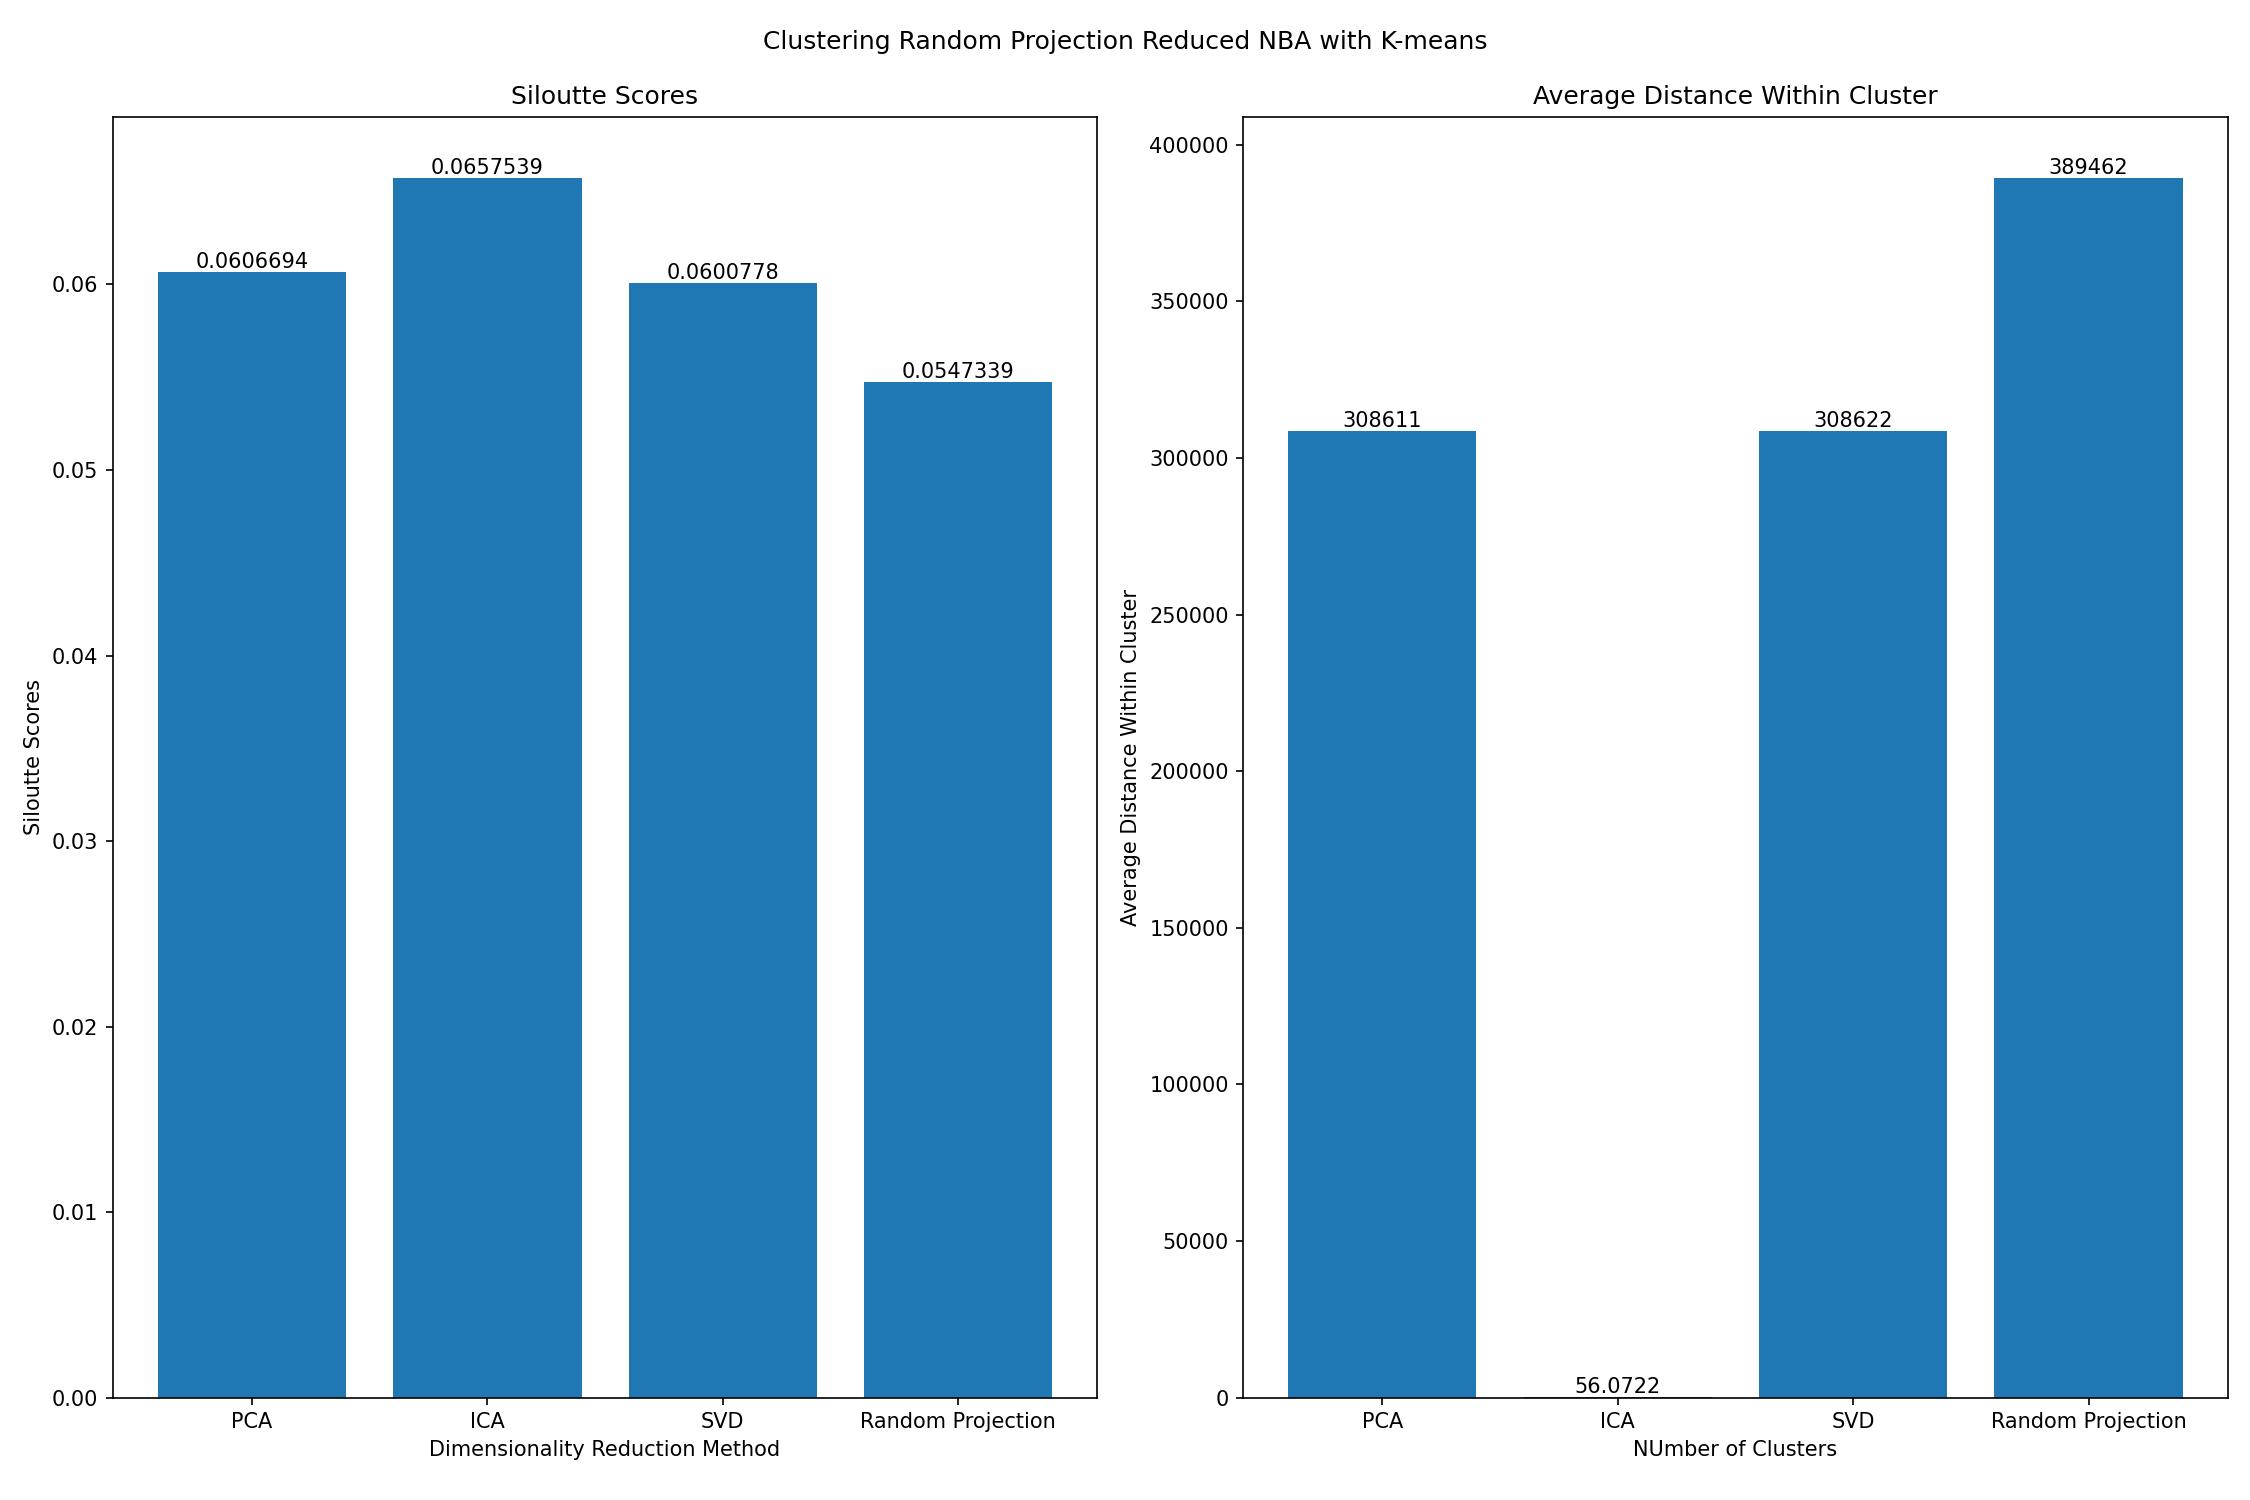 Clustering Random Projection Reduced NBA with K-means
Siloutte Scores
0.0657539
0.0606694
0.0600778
0.0547339
0.06
0.05
0.04
0.03
0.02
0.01
0.00
Siloutte Scores
PCA ICA SVD Random Projection
Dimensionality Reduction Method
Average Distance Within Cluster
400000
389462
350000
308611
308622
300000
250000
200000
150000
100000
50000
56.0722
0
Average Distance Within Cluster
PCA ICA SVD Random Projection
NUmber of Clusters